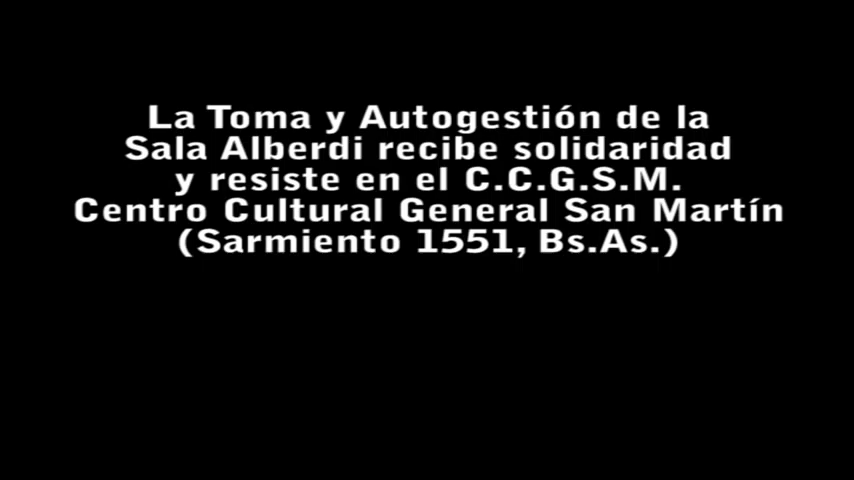 La Toma y Autogestión de la
Sala Alberdi recibe solidaridad
y resiste en el C.C.G.S.M.
Centro Cultural General San Martín
(Sarmiento 1551, Bs.As.)